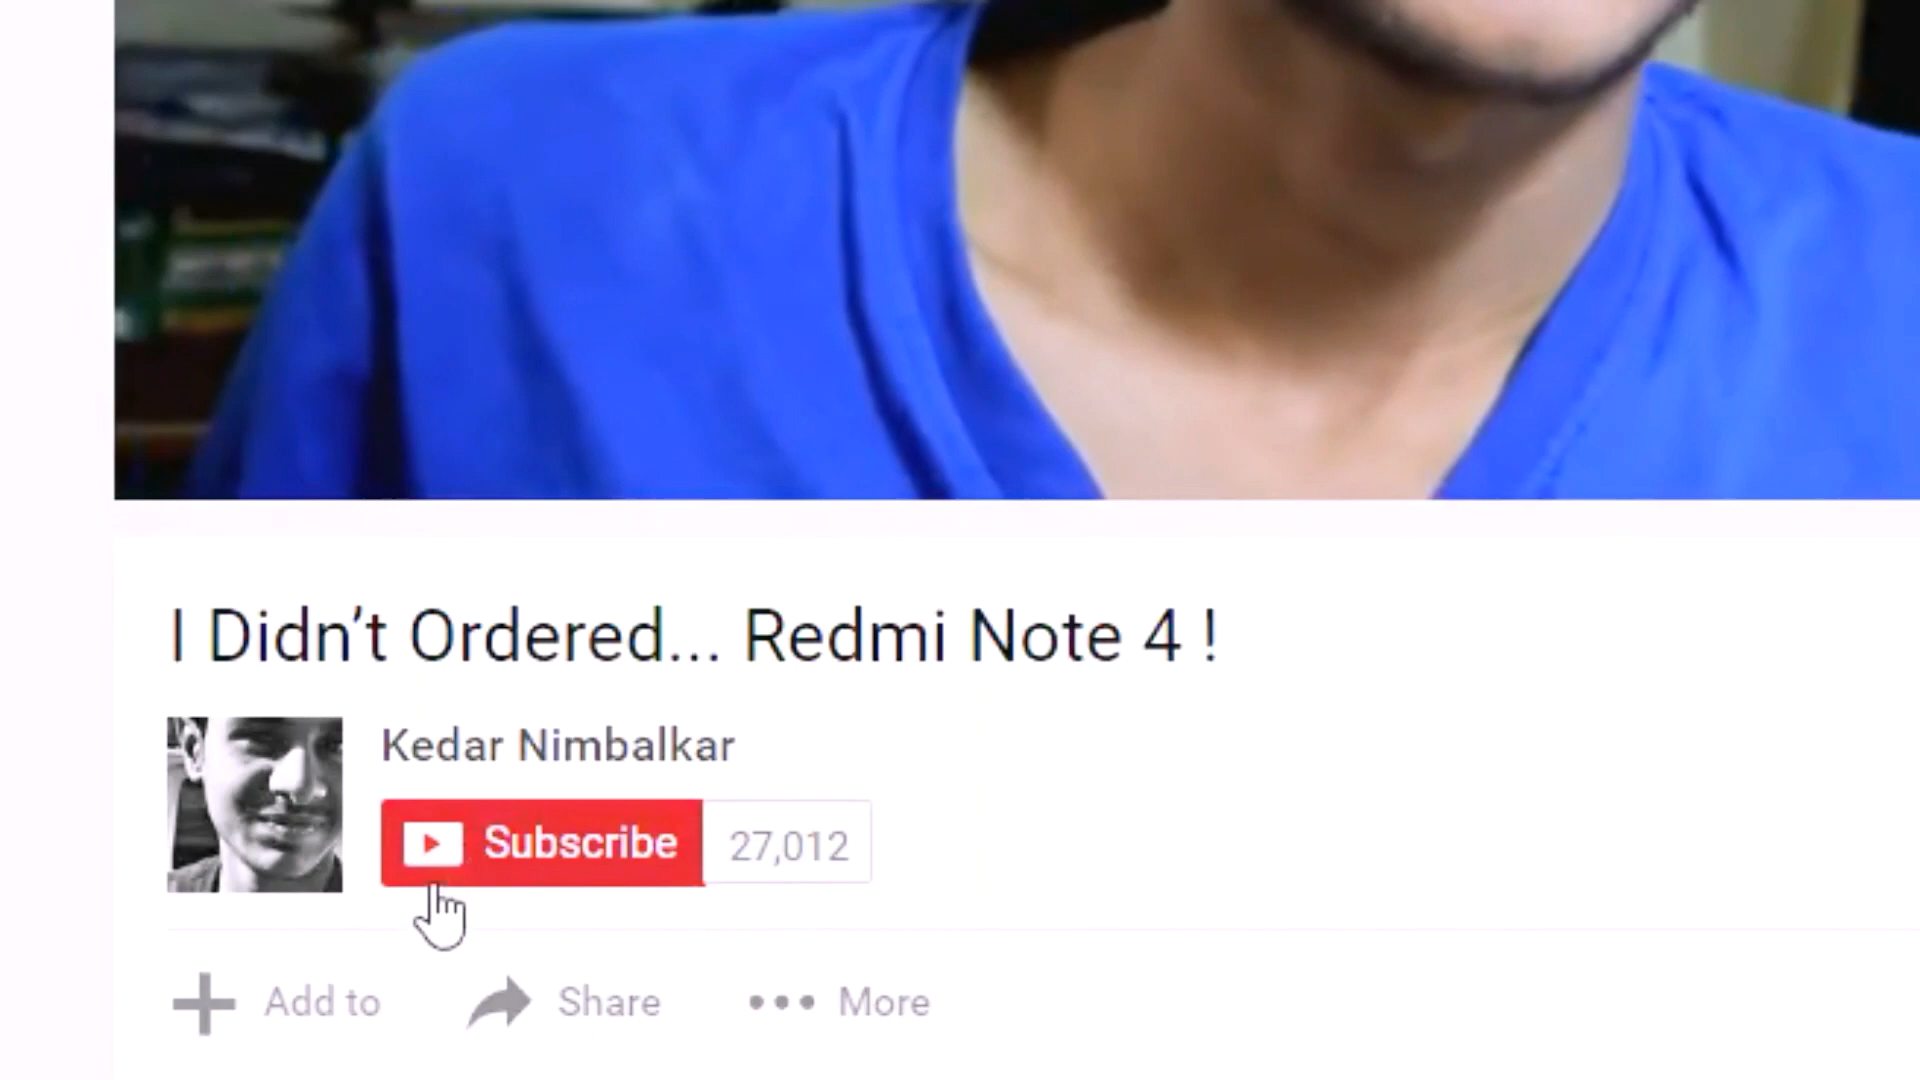 I Didn’t Ordered... Redmi Note 4 !
Kedar Nimbalkar
Subscribe 27,012
Add to Share More